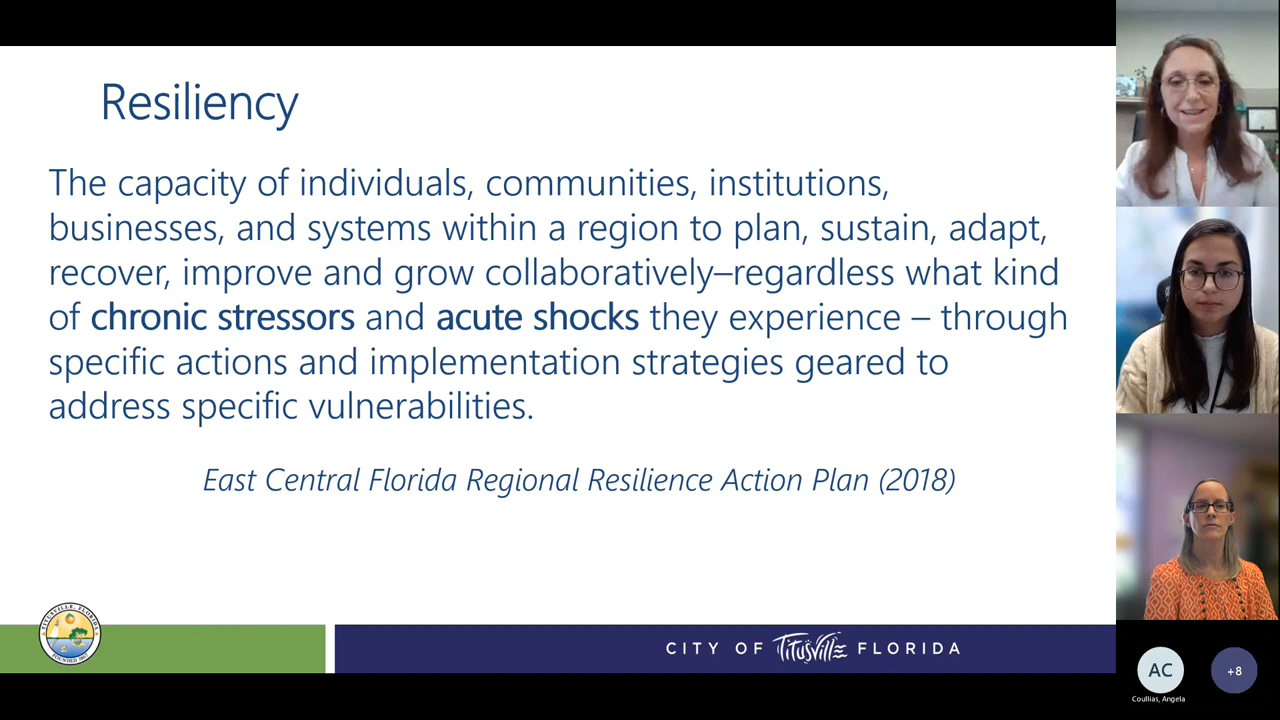 Resiliency
The capacity of individuals, communities, institutions,
businesses, and systems within a region to plan, sustain, adapt,
recover, improve and grow collaboratively–regardless what kind
of chronic stressors and acute shocks they experience – through
specific actions and implementation strategies geared to
address specific vulnerabilities.
East Central Florida Regional Resilience Action Plan (2018)
TITUSVILLE, FLORIDA
CITY OF Titusville FLORIDA
AC
+8
Coullias, Angela